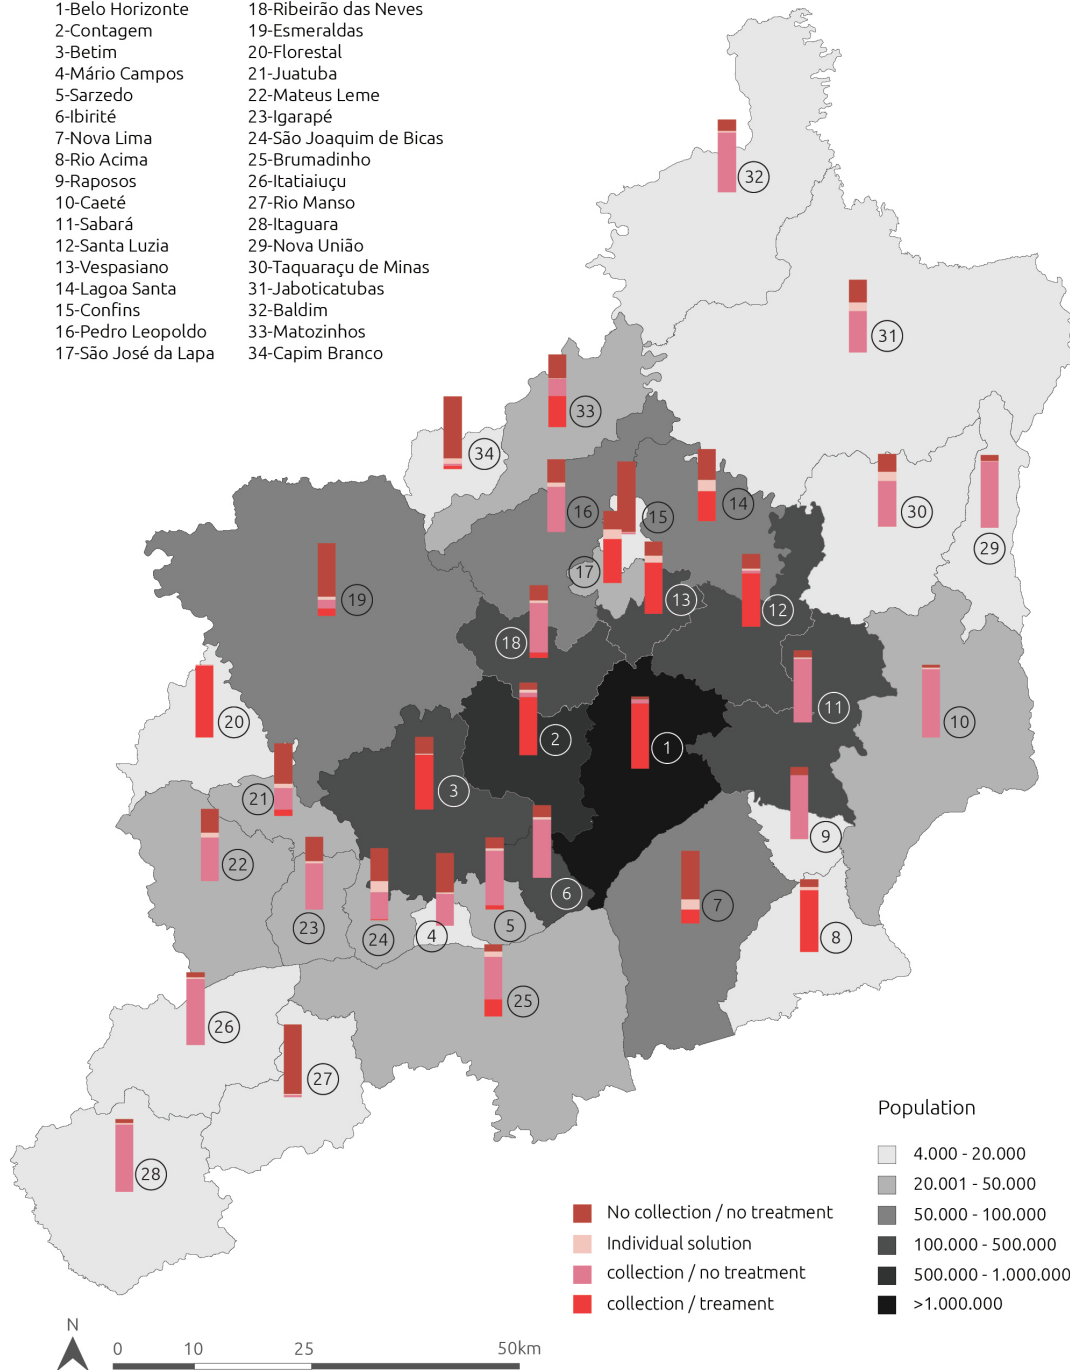 1-Belo Horizonte
2-Contagem
3-Betim
4-Mário Campos
5-Sarzedo
6-Ibirité
7-Nova Lima
8-Rio Acima
9-Raposos
10-Caeté
11-Sabará
12-Santa Luzia
13-Vespasiano
14-Lagoa Santa
15-Confins
16-Pedro Leopoldo
17-São José da Lapa
18-Ribeirão das Neves
19-Esmeraldas
20-Florestal
21-Juatuba
22-Mateus Leme
23-Igarapé
24-São Joaquim de Bicas
25-Brumadinho
26-Itatiaiuçu
27-Rio Manso
28-Itaguara
29-Nova União
30-Taquaraçu de Minas
31-Jaboticatubas
32-Baldim
33-Matozinhos
34-Capim Branco
32
31
33
34
16
15
14
30
29
17
19
13
12
18
11
20
10
2
1
3
21
9
22
6
7
23
24
4
5
8
25
26
27
28
Population
4.000 - 20.000
20.001 - 50.000
50.000 - 100.000
100.000 - 500.000
500.000 - 1.000.000
>1.000.000
No collection / no treatment
Individual solution
collection / no treatment
collection / treament
N
0 10 25 50km